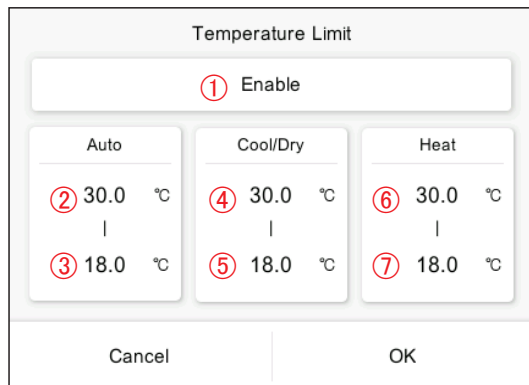 Temperature Limit
① Enable
Auto Cool/Dry Heat
② 30.0 ℃ ④ 30.0 ℃ ⑥ 30.0 ℃
| | |
③ 18.0 ℃ ⑤ 18.0 ℃ ⑦ 18.0 ℃
Cancel OK